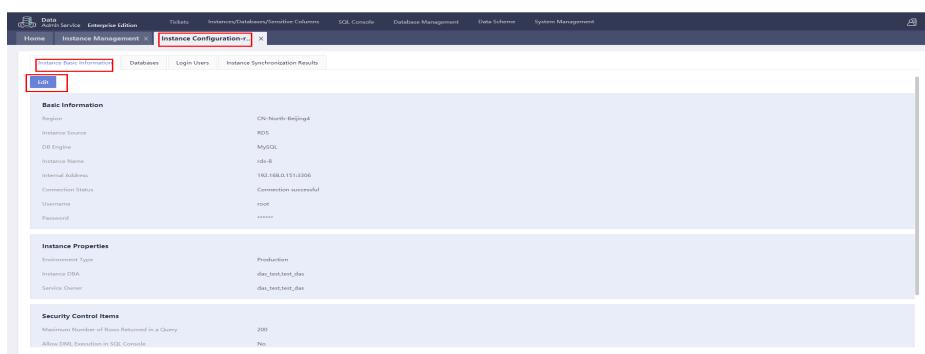 Data
Admin Service Enterprise Edition Tickets Instances/Databases/Sensitive Columns SQL Console Database Management Data Scheme System Management
Home Instance Management × Instance Configuration-r... ×
Instance Basic Information Databases Login Users Instance Synchronization Results
Edit
Basic Information
Region CN-North-Beijing4
Instance Source RDS
DB Engine MySQL
Instance Name rds-8
Internal Address 192.168.0.151:3306
Connection Status Connection successful
Username root
Password ******
Instance Properties
Environment Type Production
Instance DBA das_test,test_das
Service Owner das_test,test_das
Security Control Items
Maximum Number of Rows Returned in a Query 200
Allow DML Execution in SQL Console No